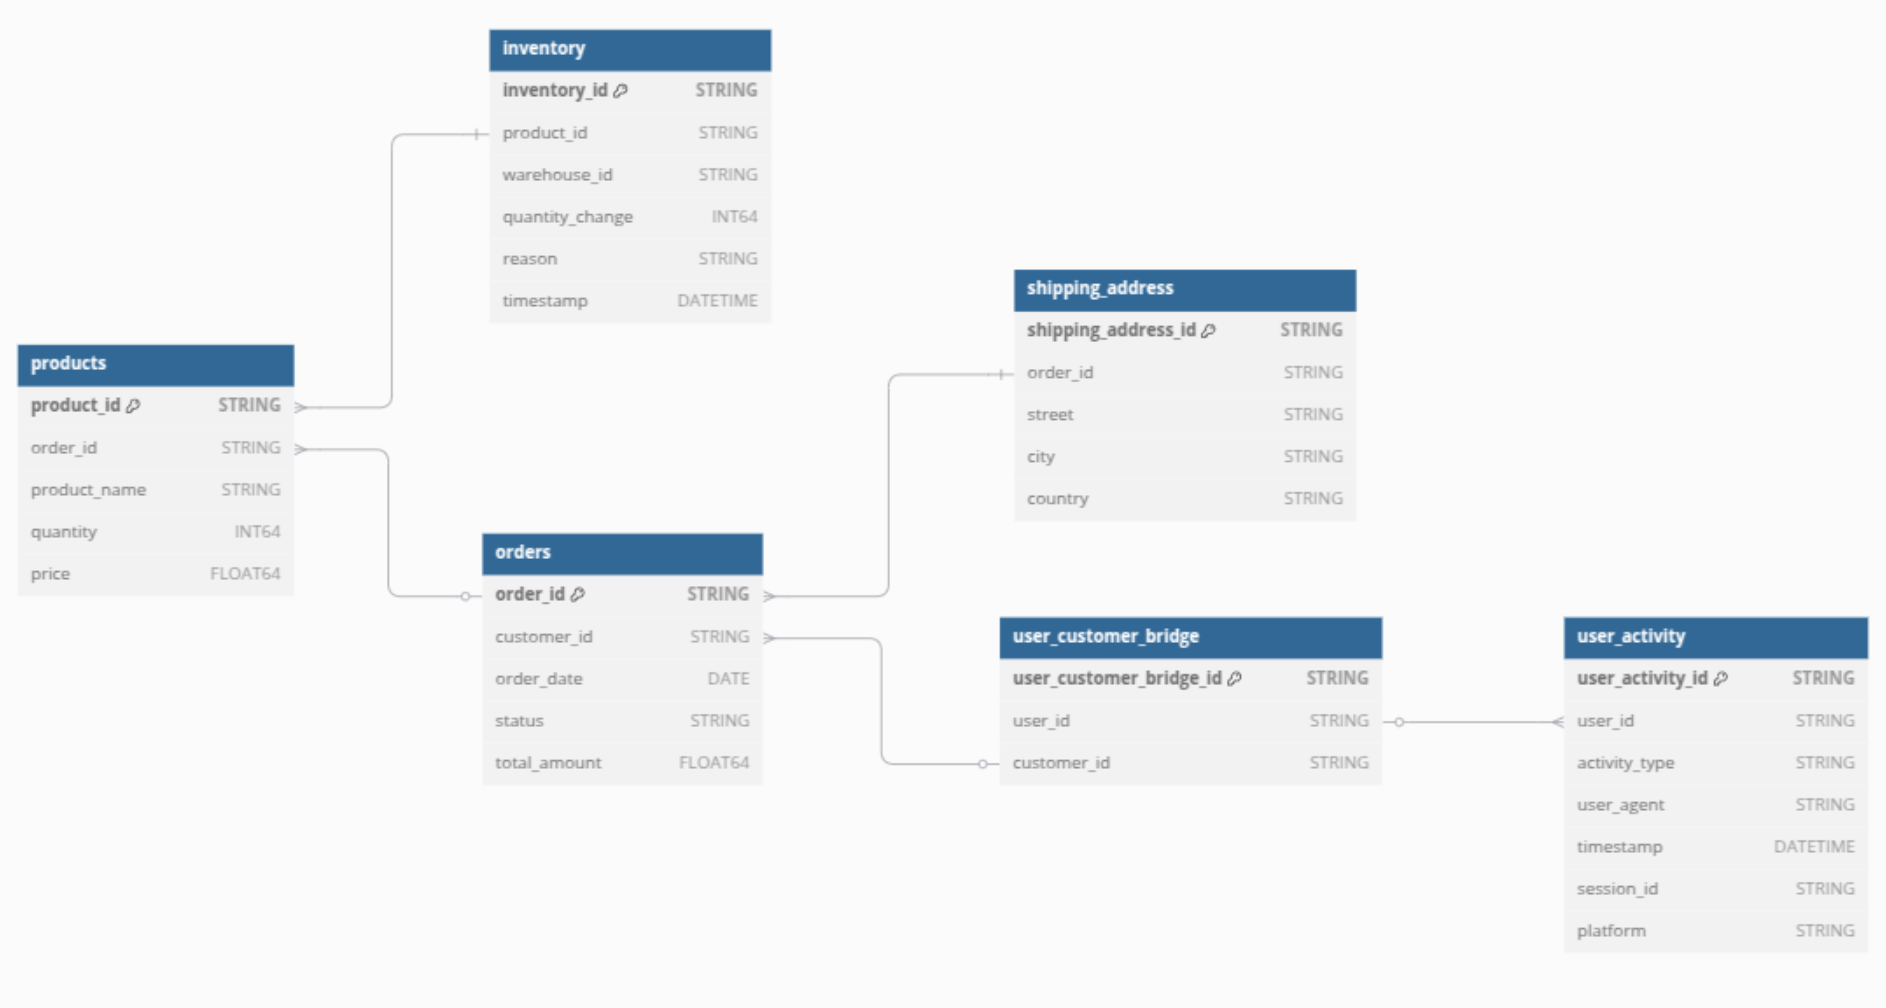 inventory
inventory_id STRING
product_id STRING
warehouse_id STRING
quantity_change INT64
reason STRING
timestamp DATETIME
products
product_id STRING
order_id STRING
product_name STRING
quantity INT64
price FLOAT64
shipping_address
shipping_address_id STRING
order_id STRING
street STRING
city STRING
country STRING
orders
order_id STRING
customer_id STRING
order_date DATE
status STRING
total_amount FLOAT64
user_customer_bridge
user_customer_bridge_id STRING
user_id STRING
customer_id STRING
user_activity
user_activity_id STRING
user_id STRING
activity_type STRING
user_agent STRING
timestamp DATETIME
session_id STRING
platform STRING